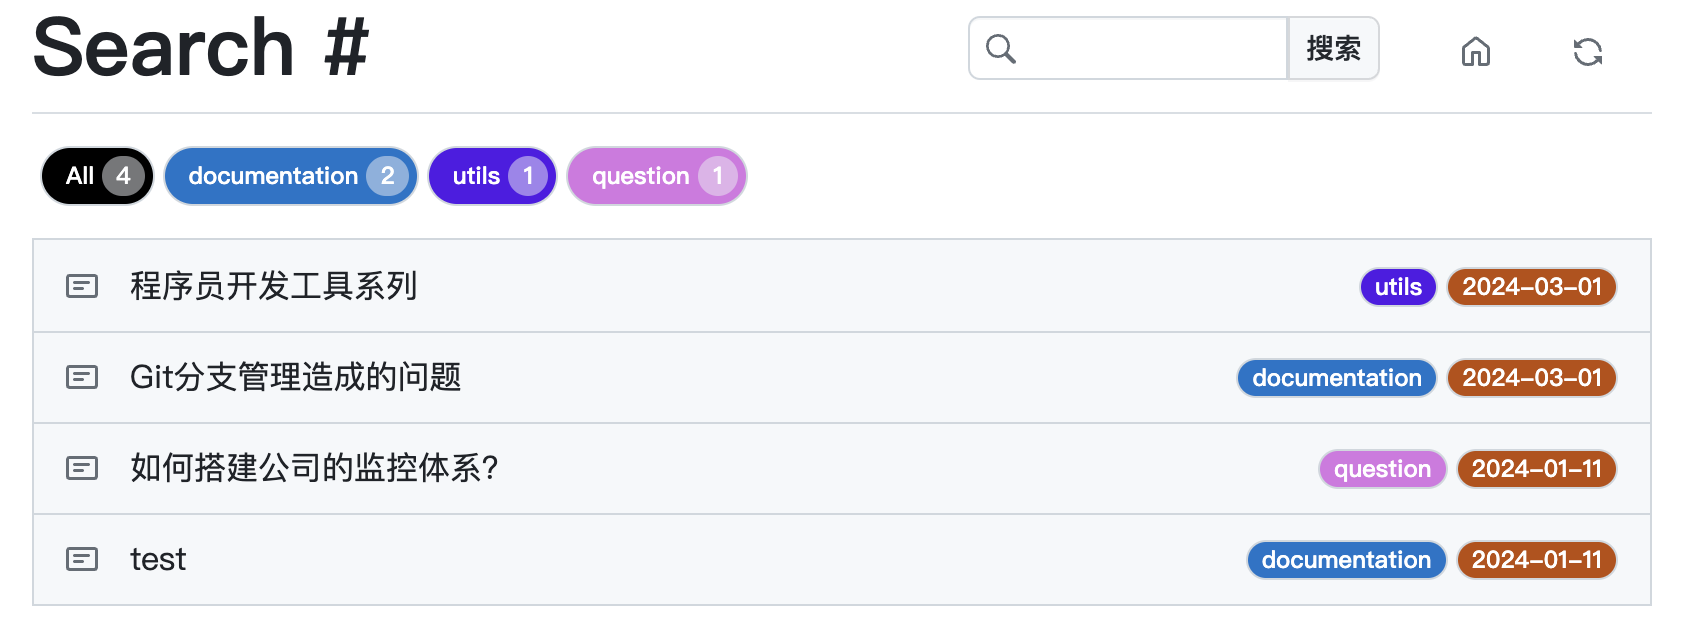 Search #
搜索
All 4 documentation 2 utils 1 question 1
程序员开发工具系列 utils 2024-03-01
Git分支管理造成的问题 documentation 2024-03-01
如何搭建公司的监控体系? question 2024-01-11
test documentation 2024-01-11